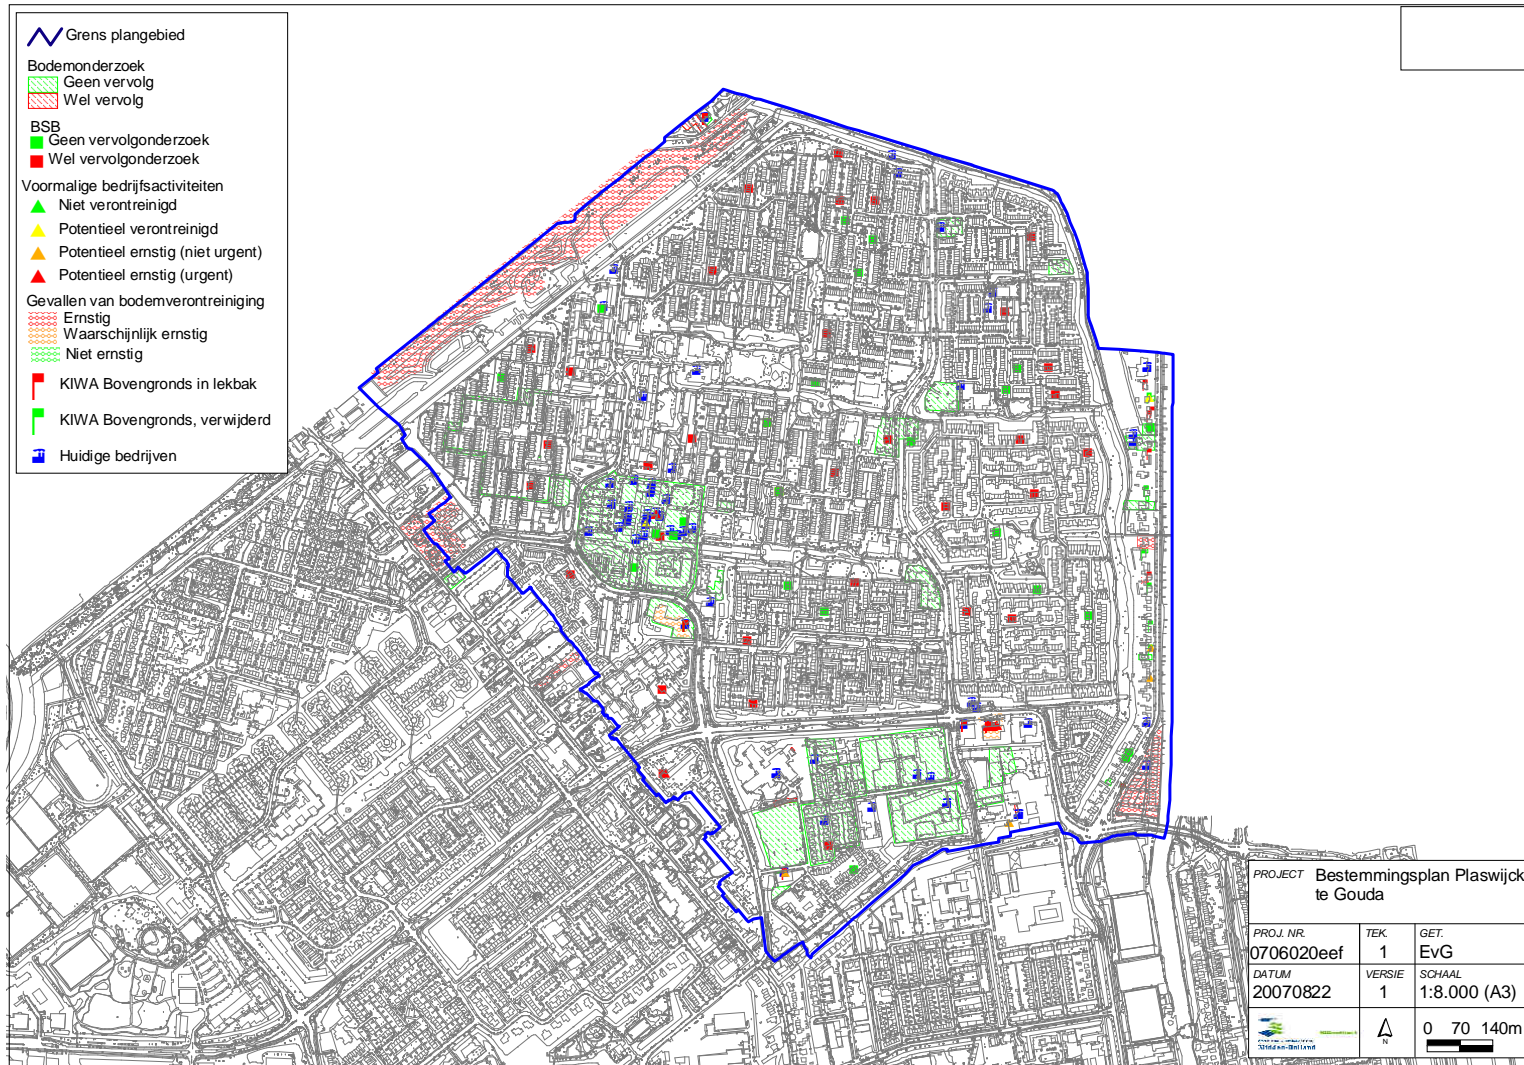 Grens plangebied
Bodemonderzoek
Geen vervolg
Wel vervolg
BSB
Geen vervolgonderzoek
Wel vervolgonderzoek
Voormalige bedrijfsactiviteiten
Niet verontreinigd
Potentieel verontreinigd
Potentieel ernstig (niet urgent)
Potentieel ernstig (urgent)
Gevallen van bodemverontreiniging
Ernstig
Waarschijnlijk ernstig
Niet ernstig
KIWA Bovengronds in lekbak
KIWA Bovengronds, verwijderd
Huidige bedrijven
PROJECT Bestemmingsplan Plaswijck
te Gouda
PROJ. NR. TEK. GET.
0706020eef 1 EvG
DATUM VERSIE SCHAAL
20070822 1 1:8.000 (A3)
Midden-Holland
N
0 70 140m